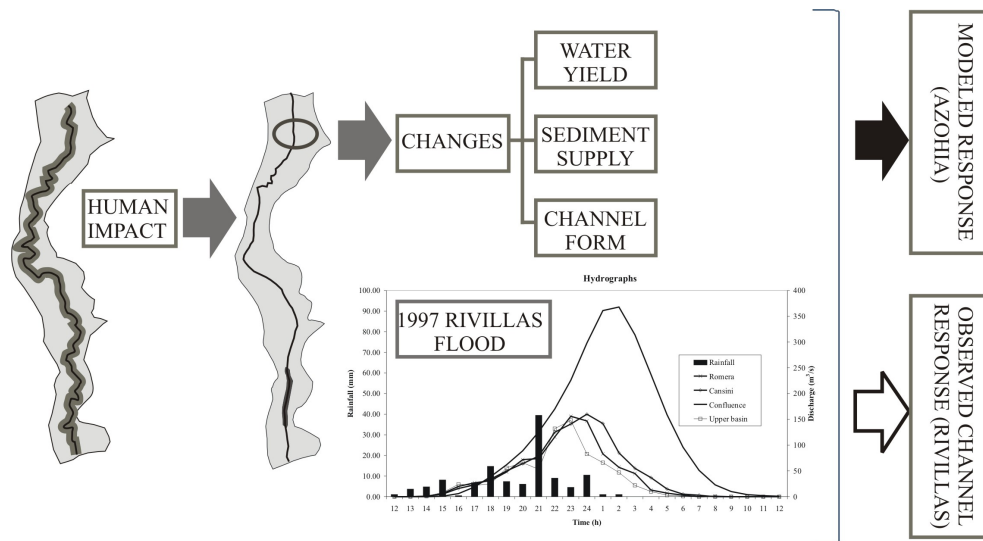 HUMAN
IMPACT
CHANGES
WATER
YIELD
SEDIMENT
SUPPLY
CHANNEL
FORM
MODELED RESPONSE
(AZOHIA)
OBSERVED CHANNEL
RESPONSE (RIVILLAS)
Hydrographs
1997 RIVILLAS
FLOOD
Rainfall (mm)
100.00
90.00
80.00
70.00
60.00
50.00
40.00
30.00
20.00
10.00
0.00
Discharge (m³/s)
400
350
300
250
200
150
100
50
0
Rainfall
Romera
Cansini
Confluence
Upper basin
12 13 14 15 16 17 18 19 20 21 22 23 24 1 2 3 4 5 6 7 8 9 10 11 12
Time (h)